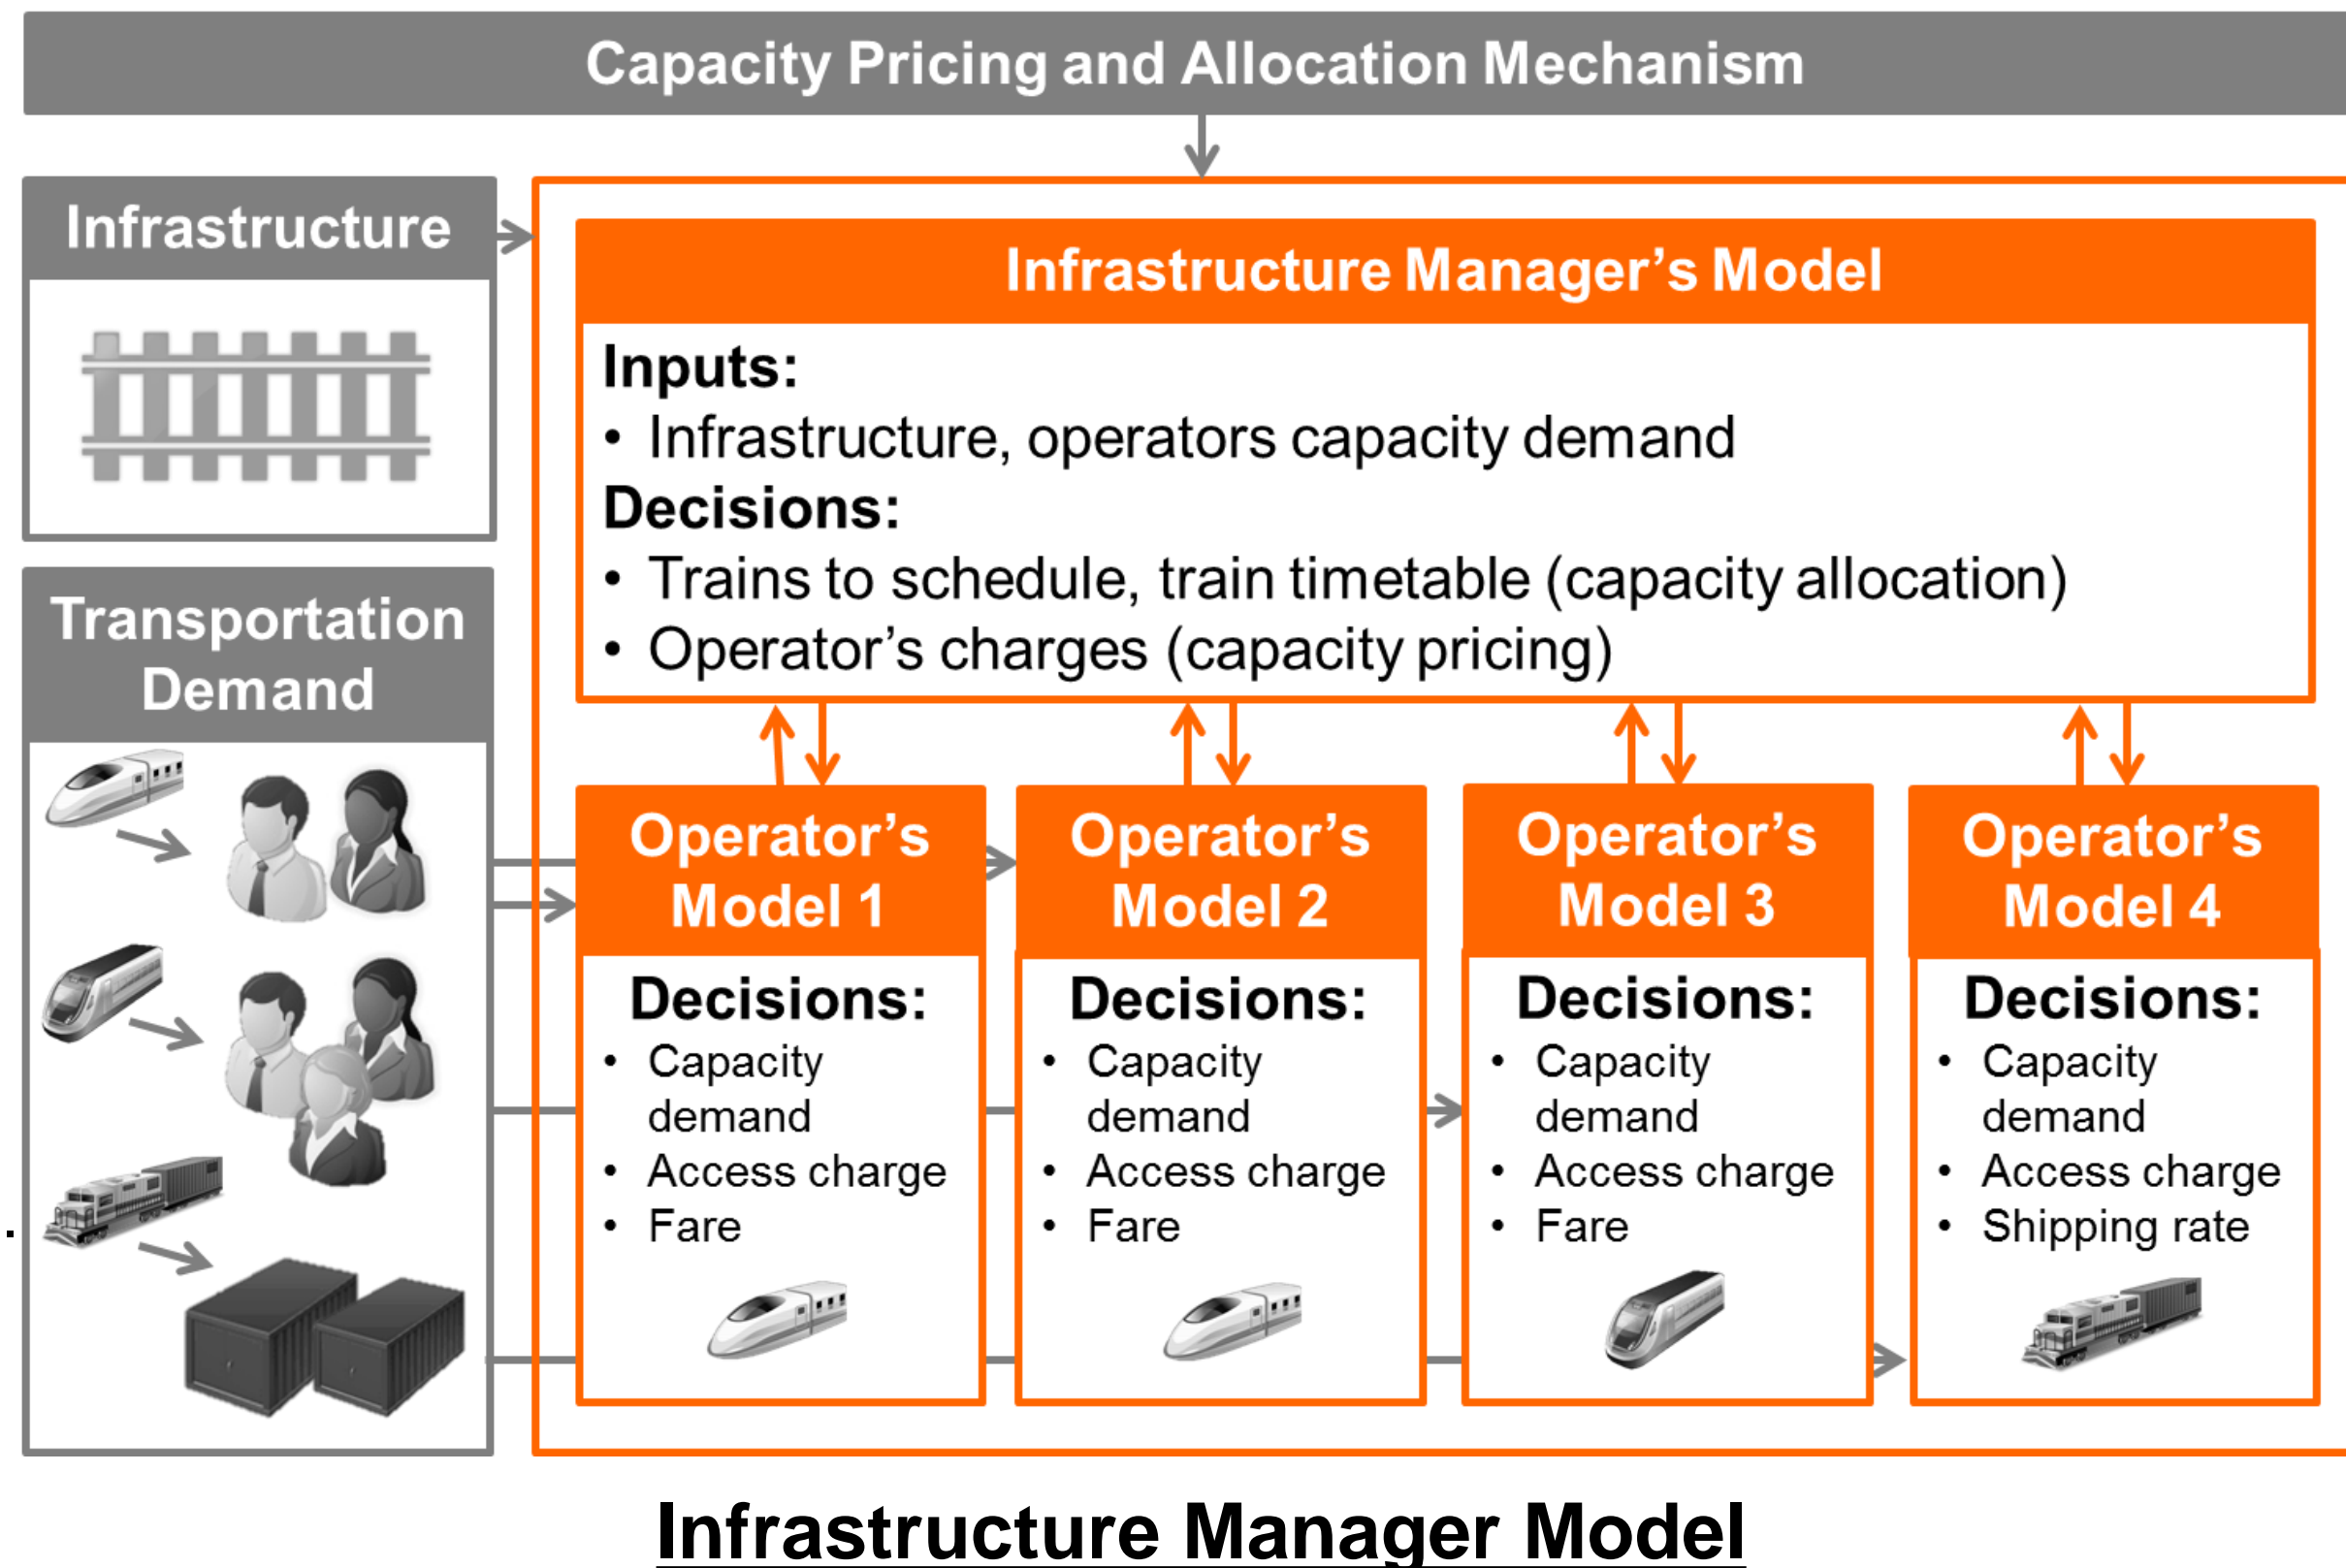 Capacity Pricing and Allocation Mechanism
Infrastructure
Infrastructure Manager’s Model
Inputs:
• Infrastructure, operators capacity demand
Decisions:
• Trains to schedule, train timetable (capacity allocation)
• Operator’s charges (capacity pricing)
Transportation
Demand
Operator’s
Model 1
Decisions:
• Capacity
demand
• Access charge
• Fare
Operator’s
Model 2
Decisions:
• Capacity
demand
• Access charge
• Fare
Operator’s
Model 3
Decisions:
• Capacity
demand
• Access charge
• Fare
Operator’s
Model 4
Decisions:
• Capacity
demand
• Access charge
• Shipping rate
.
Infrastructure Manager Model